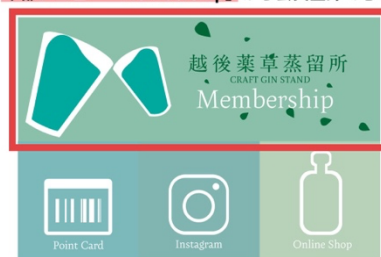 越後薬草蒸留所
CRAFT GIN STAND
Membership
Point Card
Instagram
Online Shop